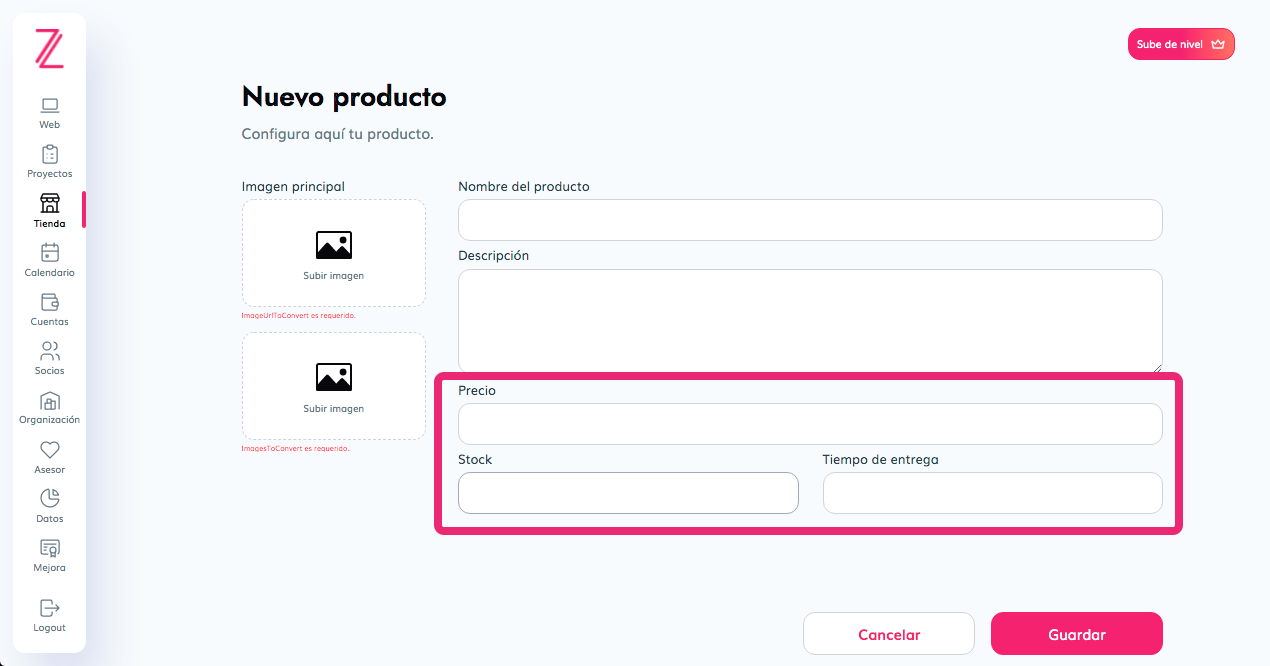 Sube de nivel
Web
Proyectos
Tienda
Calendario
Cuentas
Socios
Organización
Asesor
Datos
Mejora
Logout
Nuevo producto
Configura aquí tu producto.
Imagen principal
Subir imagen
ImageUrlToConvert es requerido.
Subir imagen
ImagesToConvert es requerido.
Nombre del producto
Descripción
Precio
Stock
Tiempo de entrega
Cancelar
Guardar